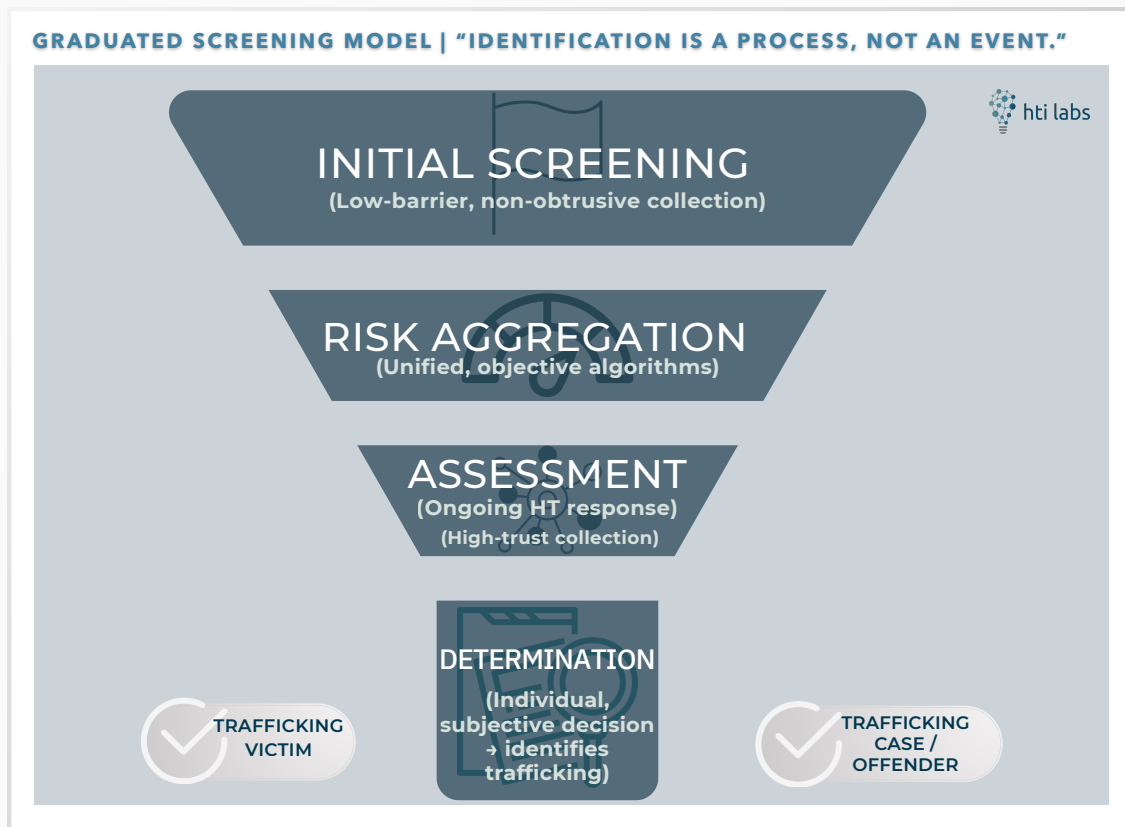 GRADUATED SCREENING MODEL | “IDENTIFICATION IS A PROCESS, NOT AN EVENT.”
hti labs
INITIAL SCREENING
(Low-barrier, non-obtrusive collection)
RISK AGGREGATION
(Unified, objective algorithms)
ASSESSMENT
(Ongoing HT response)
(High-trust collection)
DETERMINATION
(Individual,
subjective decision
→ identifies
trafficking)
TRAFFICKING
VICTIM
TRAFFICKING
CASE /
OFFENDER